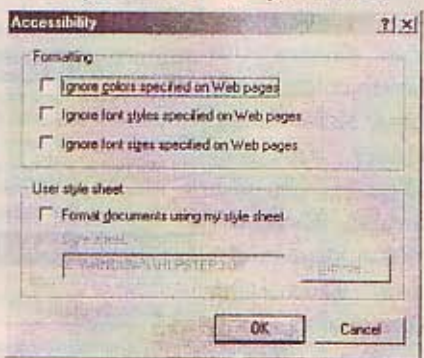 Accessibility
Formatting
Ignore colors specified on Web pages
Ignore font styles specified on Web pages
Ignore font sizes specified on Web pages
User style sheet
Format documents using my style sheet
OK Cancel